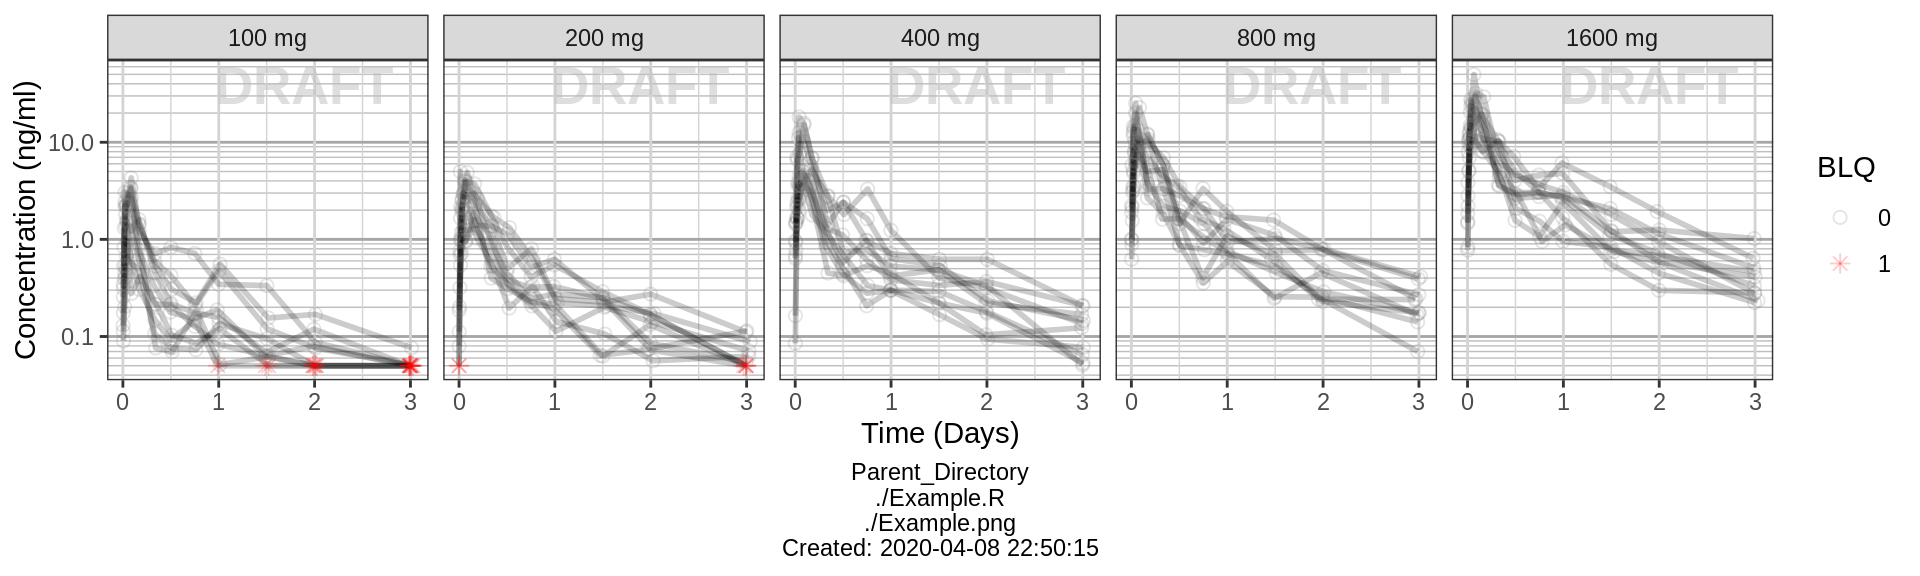 100 mg 200 mg 400 mg 800 mg 1600 mg
DRAFT DRAFT DRAFT DRAFT DRAFT
Concentration (ng/ml)
10.0
1.0
0.1
0 1 2 3 0 1 2 3 0 1 2 3 0 1 2 3 0 1 2 3
Time (Days)
BLQ
0
1
Parent_Directory
./Example.R
./Example.png
Created: 2020-04-08 22:50:15